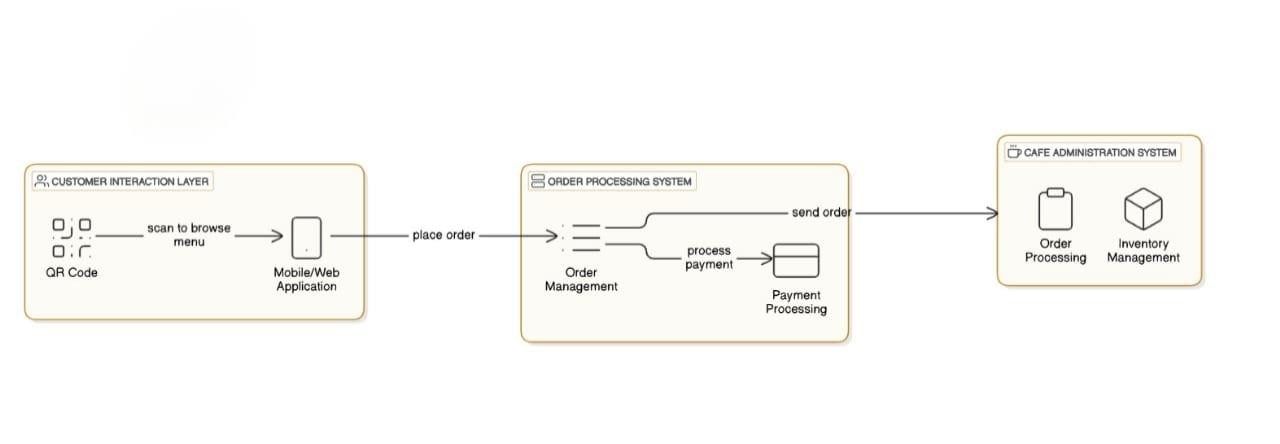 CUSTOMER INTERACTION LAYER
QR Code
scan to browse
menu
Mobile/Web
Application
place order
ORDER PROCESSING SYSTEM
Order
Management
send order
process
payment
Payment
Processing
CAFE ADMINISTRATION SYSTEM
Order
Processing
Inventory
Management